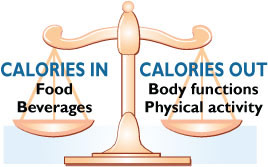 CALORIES IN
Food
Beverages
CALORIES OUT
Body functions
Physical activity